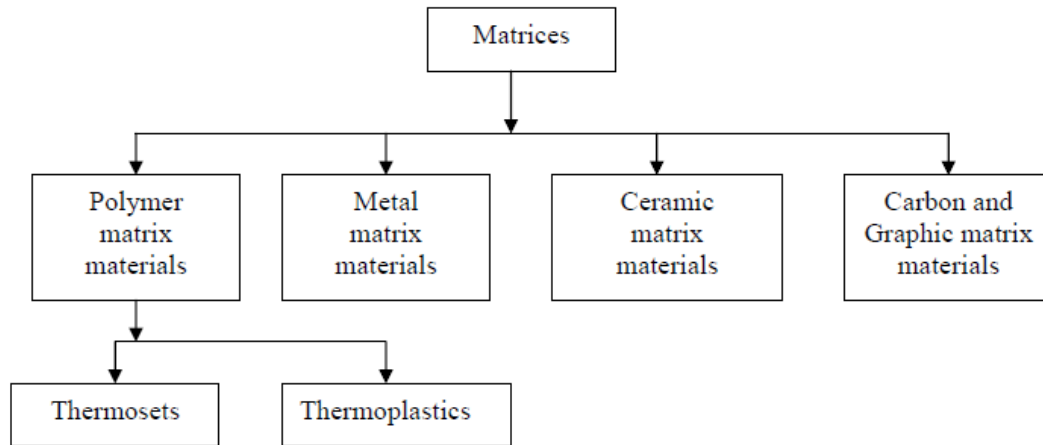 Matrices
Polymer
matrix
materials
Metal
matrix
materials
Ceramic
matrix
materials
Carbon and
Graphic matrix
materials
Thermosets
Thermoplastics